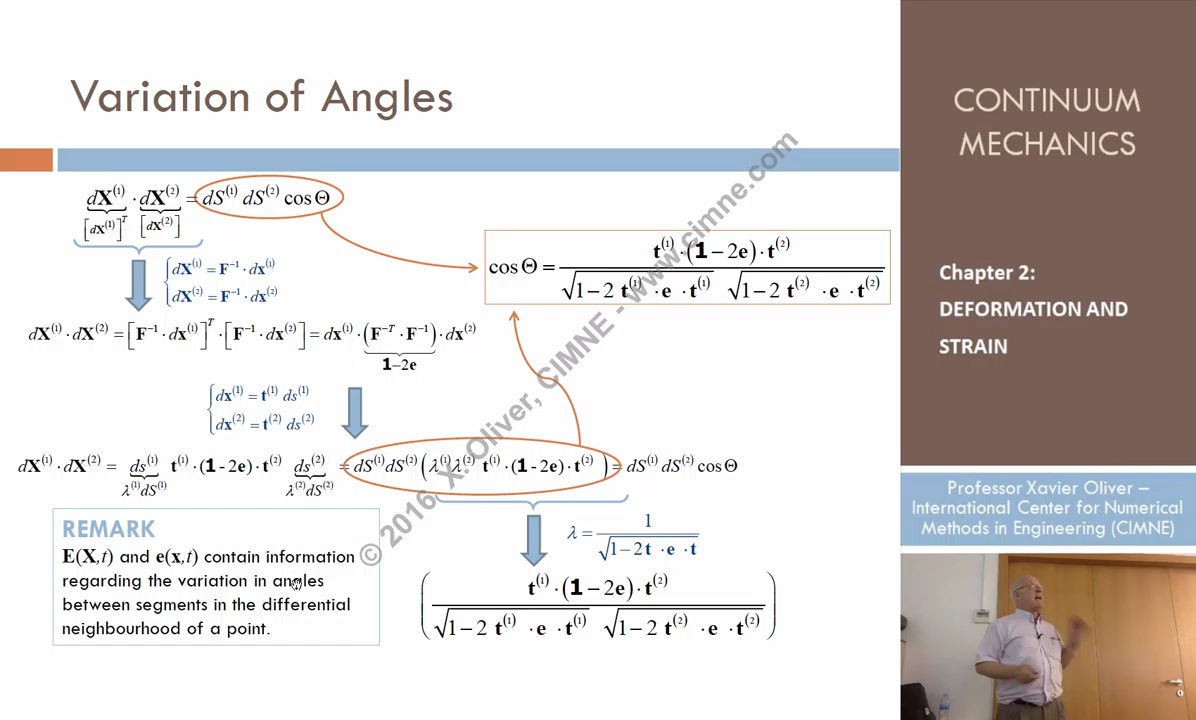 Variation of Angles
dX⁽¹⁾ · dX⁽²⁾ = dS⁽¹⁾ dS⁽²⁾ cos Θ
[dX⁽¹⁾]ᵀ [dX⁽²⁾]
{ dX⁽¹⁾ = F⁻¹ · dx⁽¹⁾
dX⁽²⁾ = F⁻¹ · dx⁽²⁾
cos Θ = t⁽¹⁾ · (1 − 2e) · t⁽²⁾ / √1−2 t⁽¹⁾ · e · t⁽¹⁾ √1−2 t⁽²⁾ · e · t⁽²⁾
dX⁽¹⁾ · dX⁽²⁾ = [F⁻¹ · dx⁽¹⁾]ᵀ · [F⁻¹ · dx⁽²⁾] = dx⁽¹⁾ · (F⁻ᵀ · F⁻¹) · dx⁽²⁾
1−2e
{ dx⁽¹⁾ = t⁽¹⁾ ds⁽¹⁾
dx⁽²⁾ = t⁽²⁾ ds⁽²⁾
dX⁽¹⁾ · dX⁽²⁾ = ds⁽¹⁾ t⁽¹⁾ · (1 - 2e) · t⁽²⁾ ds⁽²⁾ = dS⁽¹⁾dS⁽²⁾ (λ⁽¹⁾λ⁽²⁾ t⁽¹⁾ · (1 - 2e) · t⁽²⁾) = dS⁽¹⁾ dS⁽²⁾ cos Θ
λ⁽¹⁾dS⁽¹⁾ λ⁽²⁾dS⁽²⁾
λ = 1 / √1−2t · e · t
(t⁽¹⁾ · (1 − 2e) · t⁽²⁾ / √1−2 t⁽¹⁾ · e · t⁽¹⁾ √1−2 t⁽²⁾ · e · t⁽²⁾)
REMARK
E(X,t) and e(x,t) contain information
regarding the variation in angles
between segments in the differential
neighbourhood of a point.
© 2016, X. Oliver, CIMNE - www.cimne.com
CONTINUUM
MECHANICS
Chapter 2:
DEFORMATION AND
STRAIN
Professor Xavier Oliver –
International Center for Numerical
Methods in Engineering (CIMNE)